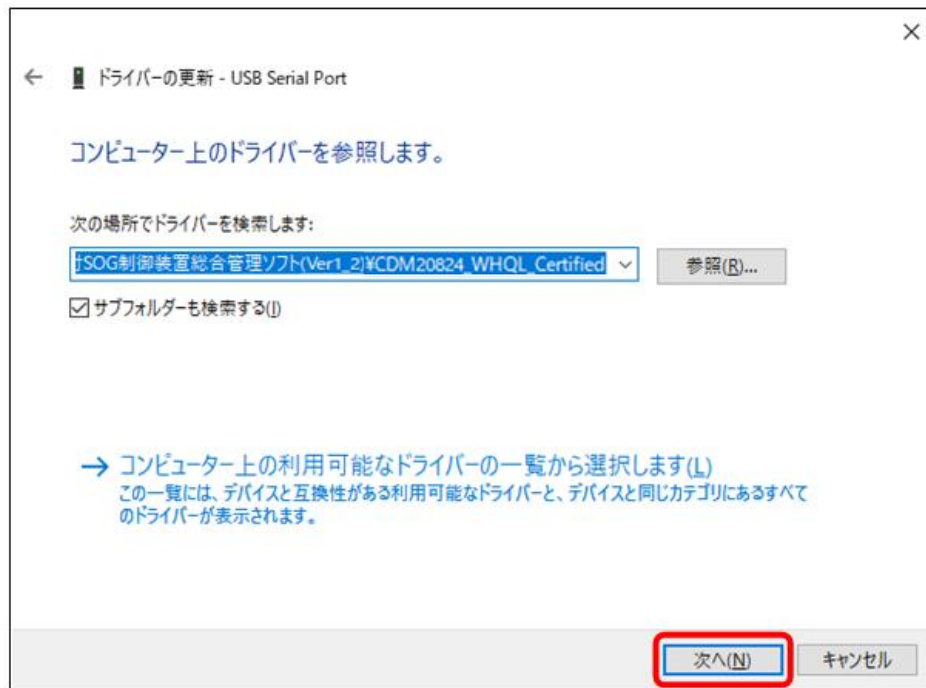 ドライバーの更新 - USB Serial Port
コンピューター上のドライバーを参照します。
次の場所でドライバーを検索します:
SOG制御装置総合管理ソフト(Ver1_2)¥CDM20824_WHQL_Certified
参照(R)...
サブフォルダーも検索する(I)
コンピューター上の利用可能なドライバーの一覧から選択します(L)
この一覧には、デバイスと互換性がある利用可能なドライバーと、デバイスと同じカテゴリにあるすべて
のドライバーが表示されます。
次へ(N)
キャンセル